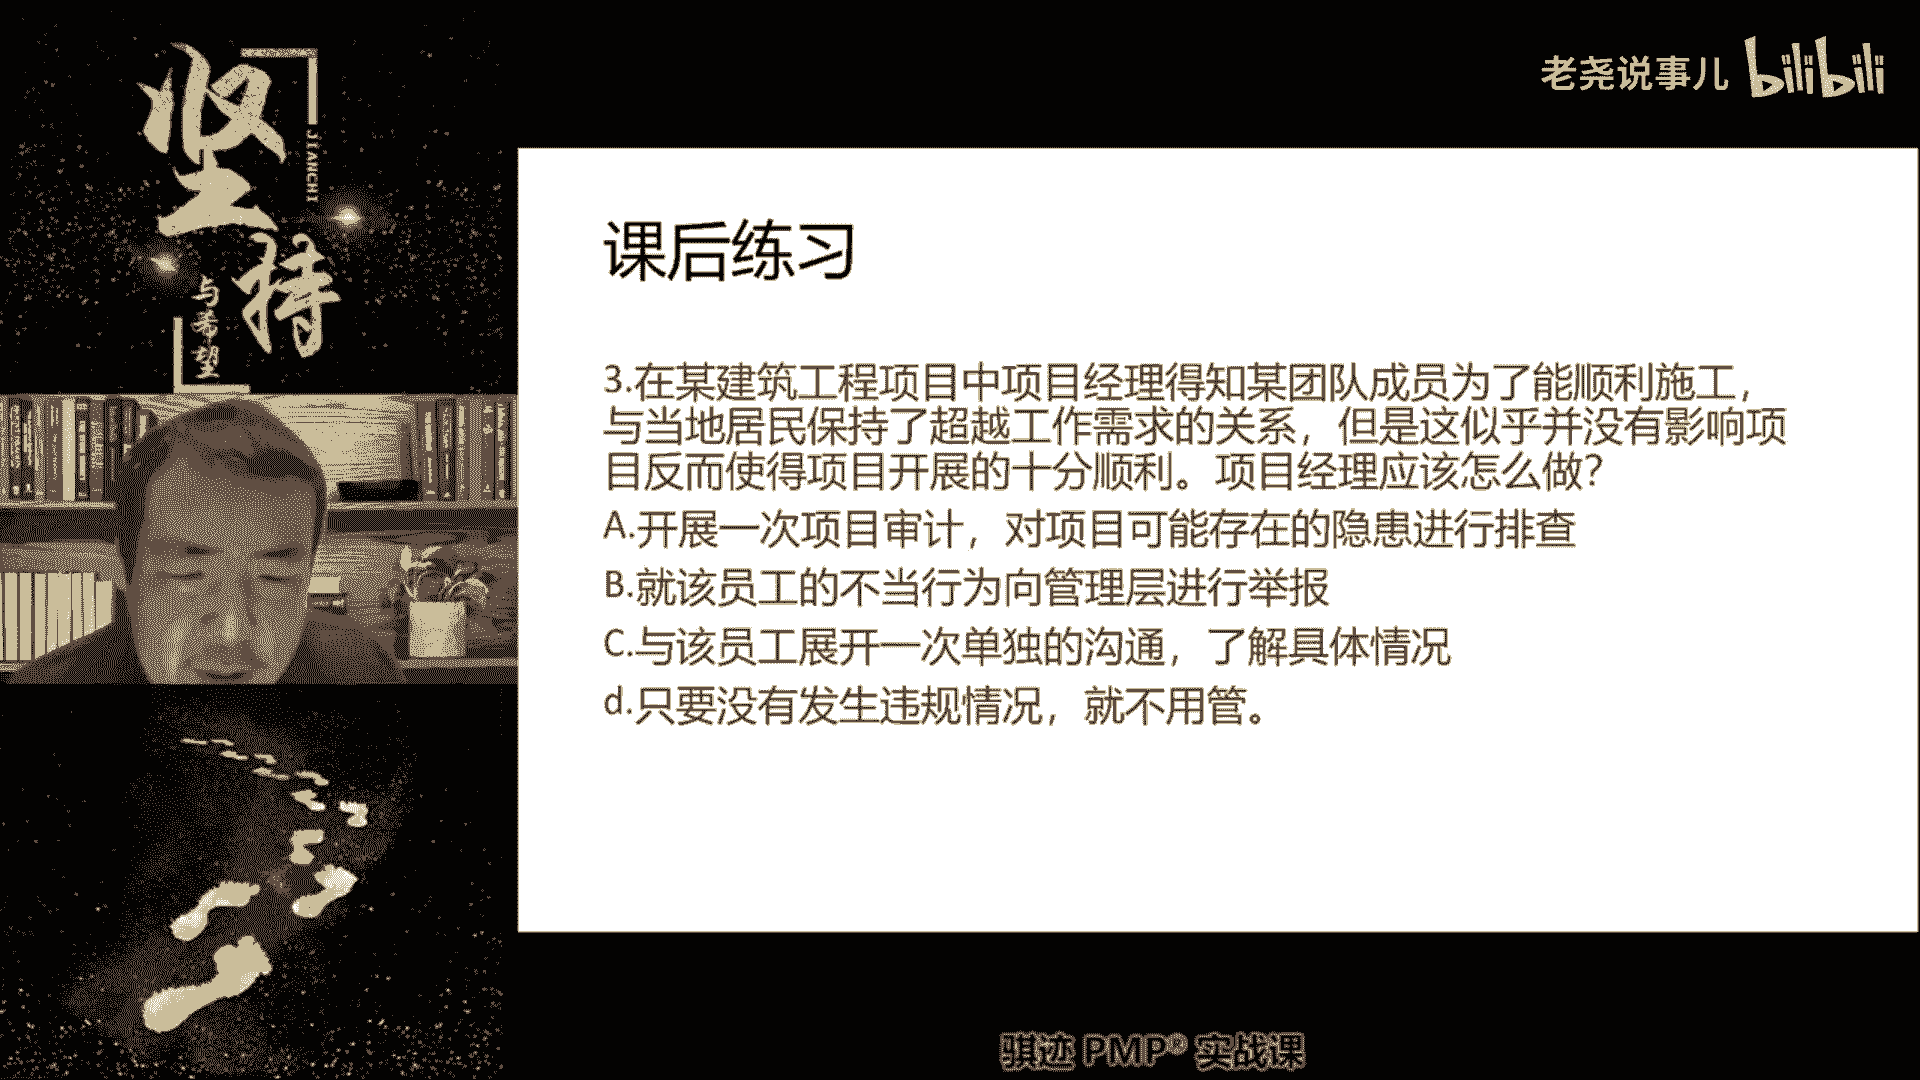 坚持
JIANCHI
与希望
老尧说事儿 bilibili
课后练习
3.在某建筑工程项目中项目经理得知某团队成员为了能顺利施工，
与当地居民保持了超越工作需求的关系，但是这似乎并没有影响项
目反而使得项目开展的十分顺利。项目经理应该怎么做？
A.开展一次项目审计，对项目可能存在的隐患进行排查
B.就该员工的不当行为向管理层进行举报
C.与该员工展开一次单独的沟通，了解具体情况
d.只要没有发生违规情况，就不用管。
骐迹 PMP® 实战课